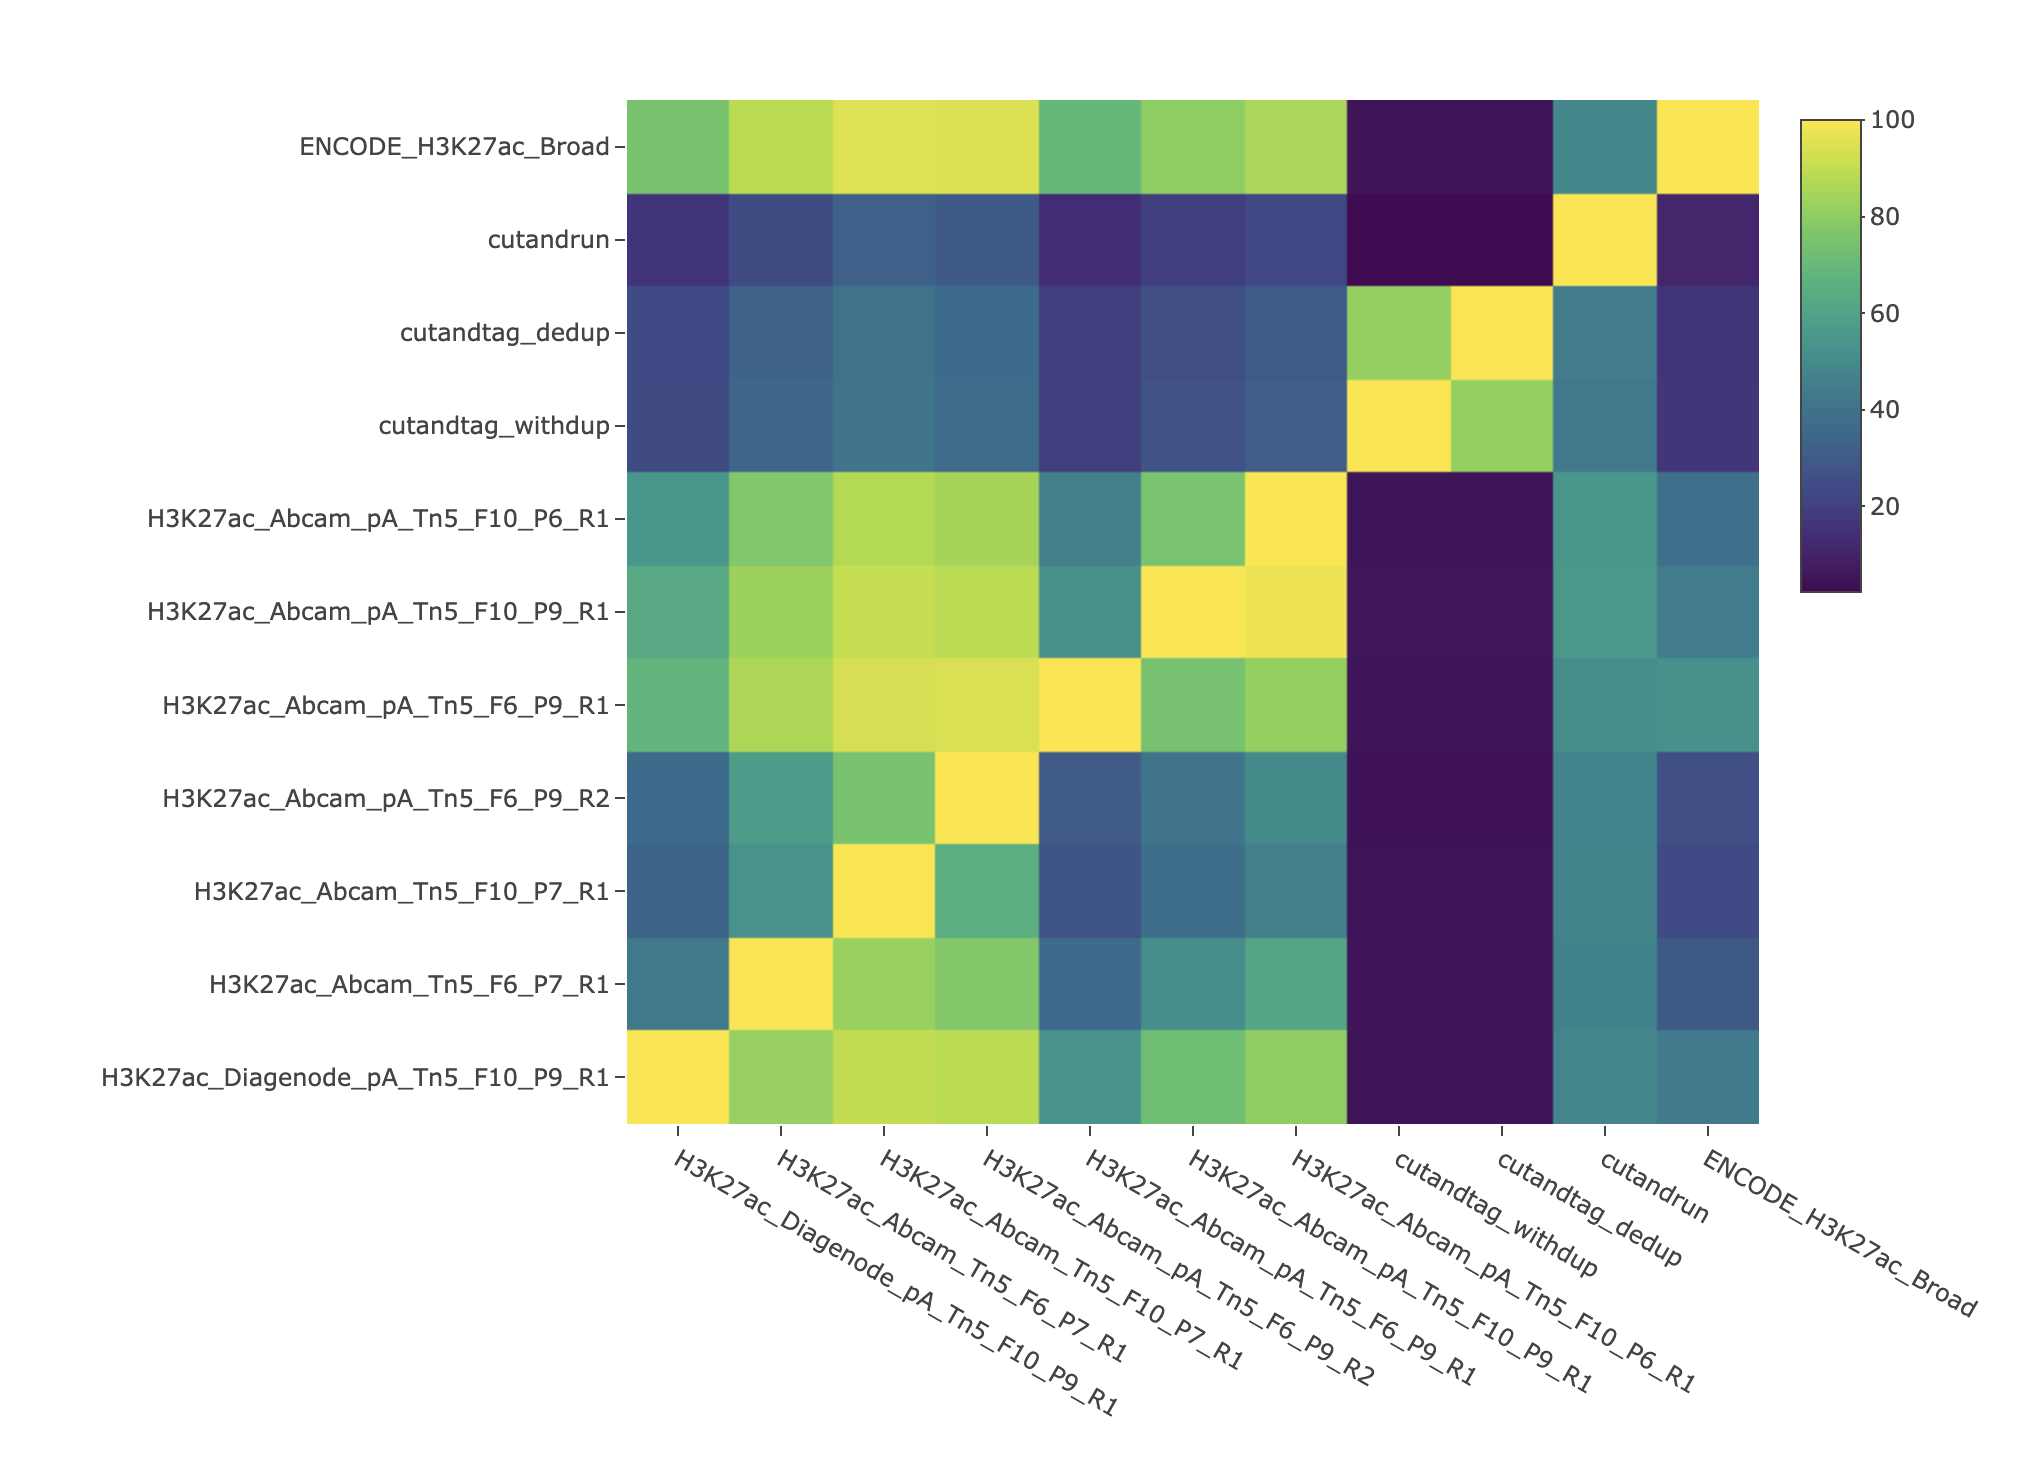 ENCODE_H3K27ac_Broad
cutandrun
cutandtag_dedup
cutandtag_withdup
H3K27ac_Abcam_pA_Tn5_F10_P6_R1
H3K27ac_Abcam_pA_Tn5_F10_P9_R1
H3K27ac_Abcam_pA_Tn5_F6_P9_R1
H3K27ac_Abcam_pA_Tn5_F6_P9_R2
H3K27ac_Abcam_Tn5_F10_P7_R1
H3K27ac_Abcam_Tn5_F6_P7_R1
H3K27ac_Diagenode_pA_Tn5_F10_P9_R1
H3K27ac_Diagenode_pA_Tn5_F10_P9_R1
H3K27ac_Abcam_Tn5_F6_P7_R1
H3K27ac_Abcam_Tn5_F10_P7_R1
H3K27ac_Abcam_pA_Tn5_F6_P9_R2
H3K27ac_Abcam_pA_Tn5_F6_P9_R1
H3K27ac_Abcam_pA_Tn5_F10_P9_R1
H3K27ac_Abcam_pA_Tn5_F10_P6_R1
cutandtag_withdup
cutandtag_dedup
cutandrun
ENCODE_H3K27ac_Broad
100
80
60
40
20